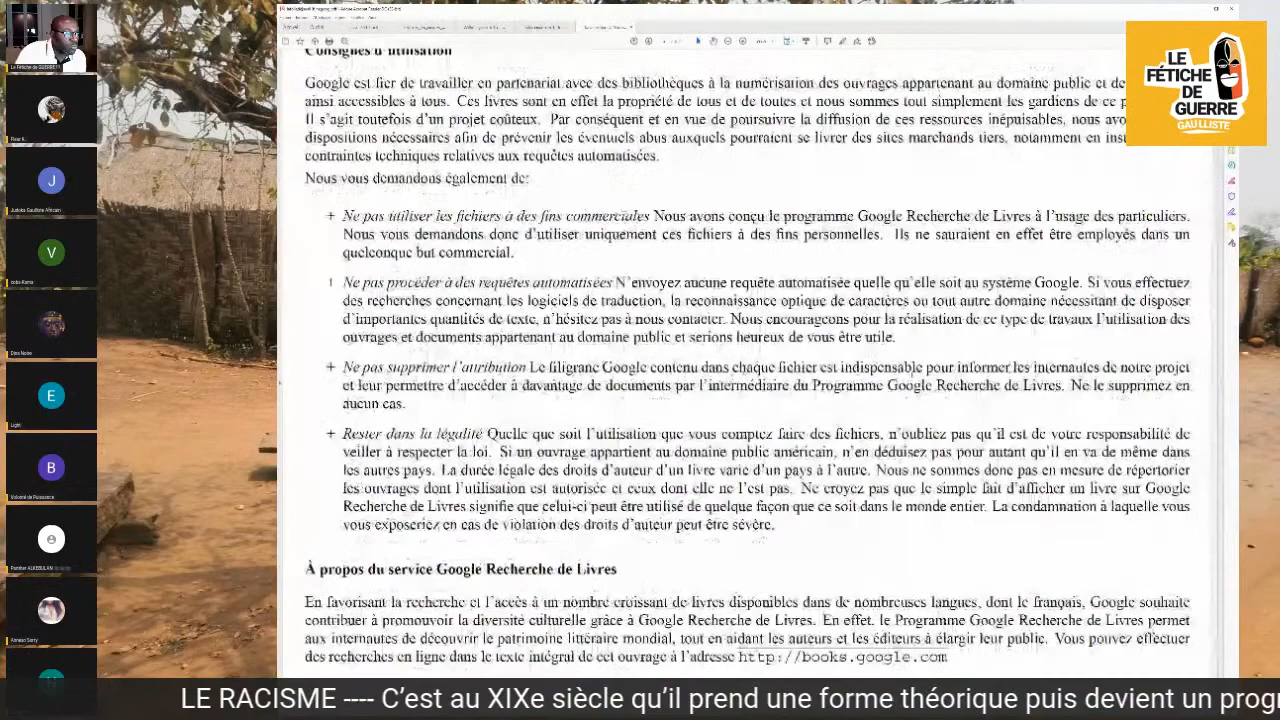 Consignes d'utilisation
Google est fier de travailler en partenariat avec des bibliothèques à la numérisation des ouvrages appartenant au domaine public et de
ainsi accessibles à tous. Ces livres sont en effet la propriété de tous et de toutes et nous sommes tout simplement les gardiens de ce
Il s'agit toutefois d'un projet coûteux. Par conséquent et en vue de poursuivre la diffusion de ces ressources inépuisables, nous
dispositions nécessaires afin de prévenir les éventuels abus auxquels pourraient se livrer des sites marchands tiers, notamment en
contraintes techniques relatives aux requêtes automatisées.
Nous vous demandons également de:
+ Ne pas utiliser les fichiers à des fins commerciales Nous avons conçu le programme Google Recherche de Livres à l'usage des particuliers.
Nous vous demandons donc d'utiliser uniquement ces fichiers à des fins personnelles. Ils ne sauraient en effet être employés dans un
quelconque but commercial.
+ Ne pas procéder à des requêtes automatisées N'envoyez aucune requête automatisée quelle qu'elle soit au système Google. Si vous effectuez
des recherches concernant les logiciels de traduction, la reconnaissance optique de caractères ou tout autre domaine nécessitant de disposer
d'importantes quantités de texte, n'hésitez pas à nous contacter. Nous encourageons pour la réalisation de ce type de travaux l'utilisation des
ouvrages et documents appartenant au domaine public et serions heureux de vous être utile.
+ Ne pas supprimer l'attribution Le filigrane Google contenu dans chaque fichier est indispensable pour informer les internautes de notre projet
et leur permettre d'accéder à davantage de documents par l'intermédiaire du Programme Google Recherche de Livres. Ne le supprimez en
aucun cas.
+ Rester dans la légalité Quelle que soit l'utilisation que vous comptez faire des fichiers, n'oubliez pas qu'il est de votre responsabilité de
veiller à respecter la loi. Si un ouvrage appartient au domaine public américain, n'en déduisez pas pour autant qu'il en va de même dans
les autres pays. La durée légale des droits d'auteur d'un livre varie d'un pays à l'autre. Nous ne sommes donc pas en mesure de répertorier
les ouvrages dont l'utilisation est autorisée et ceux dont elle ne l'est pas. Ne croyez pas que le simple fait d'afficher un livre sur Google
Recherche de Livres signifie que celui-ci peut être utilisé de quelque façon que ce soit dans le monde entier. La condamnation à laquelle vous
vous exposeriez en cas de violation des droits d'auteur peut être sévère.
À propos du service Google Recherche de Livres
En favorisant la recherche et l'accès à un nombre croissant de livres disponibles dans de nombreuses langues, dont le français, Google souhaite
contribuer à promouvoir la diversité culturelle grâce à Google Recherche de Livres. En effet, le Programme Google Recherche de Livres permet
aux internautes de découvrir le patrimoine littéraire mondial, tout en aidant les auteurs et les éditeurs à élargir leur public. Vous pouvez effectuer
des recherches en ligne dans le texte intégral de cet ouvrage à l'adresse http://books.google.com
LE
FÉTICHE
DE
GUERRE
GAULLISTE
Le Fétiche de GUERRE
J
Judoka Gaulliste Africain
V
Dina Noire
E
Light
B
Volonté de Puissance
Panther ALKEBULAN
N
LE RACISME ---- C'est au XIXe siècle qu'il prend une forme théorique puis devient un prog